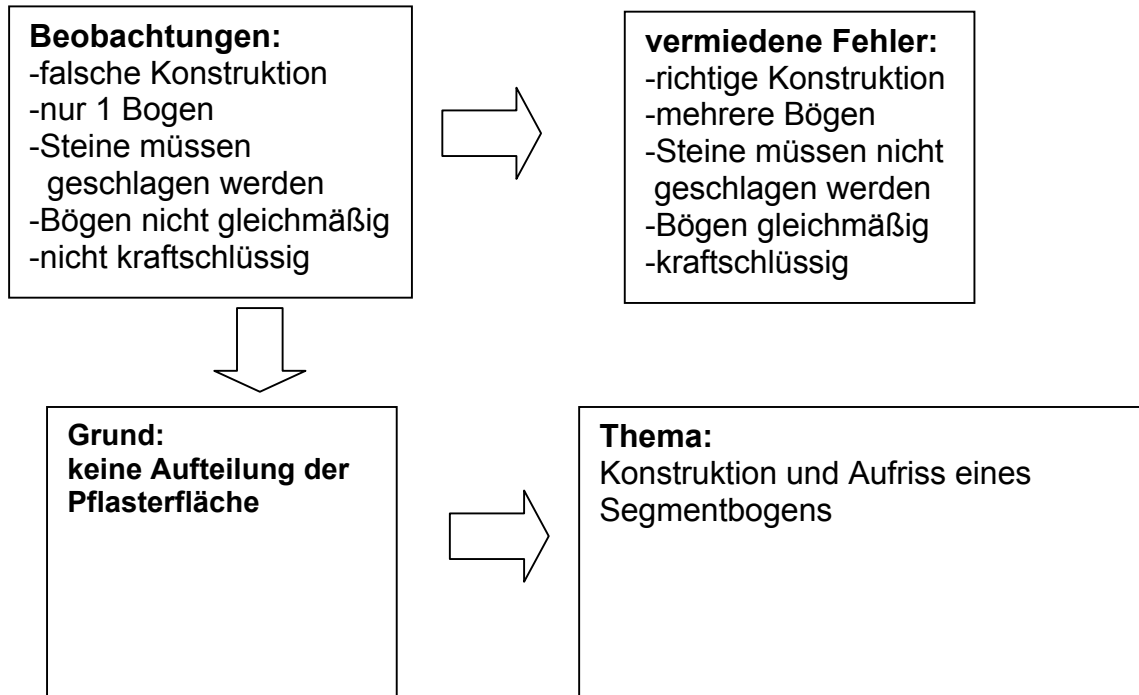 Beobachtungen:
-falsche Konstruktion
-nur 1 Bogen
-Steine müssen
geschlagen werden
-Bögen nicht gleichmäßig
-nicht kraftschlüssig
vermiedene Fehler:
-richtige Konstruktion
-mehrere Bögen
-Steine müssen nicht
geschlagen werden
-Bögen gleichmäßig
-kraftschlüssig
Grund:
keine Aufteilung der
Pflasterfläche
Thema:
Konstruktion und Aufriss eines
Segmentbogens